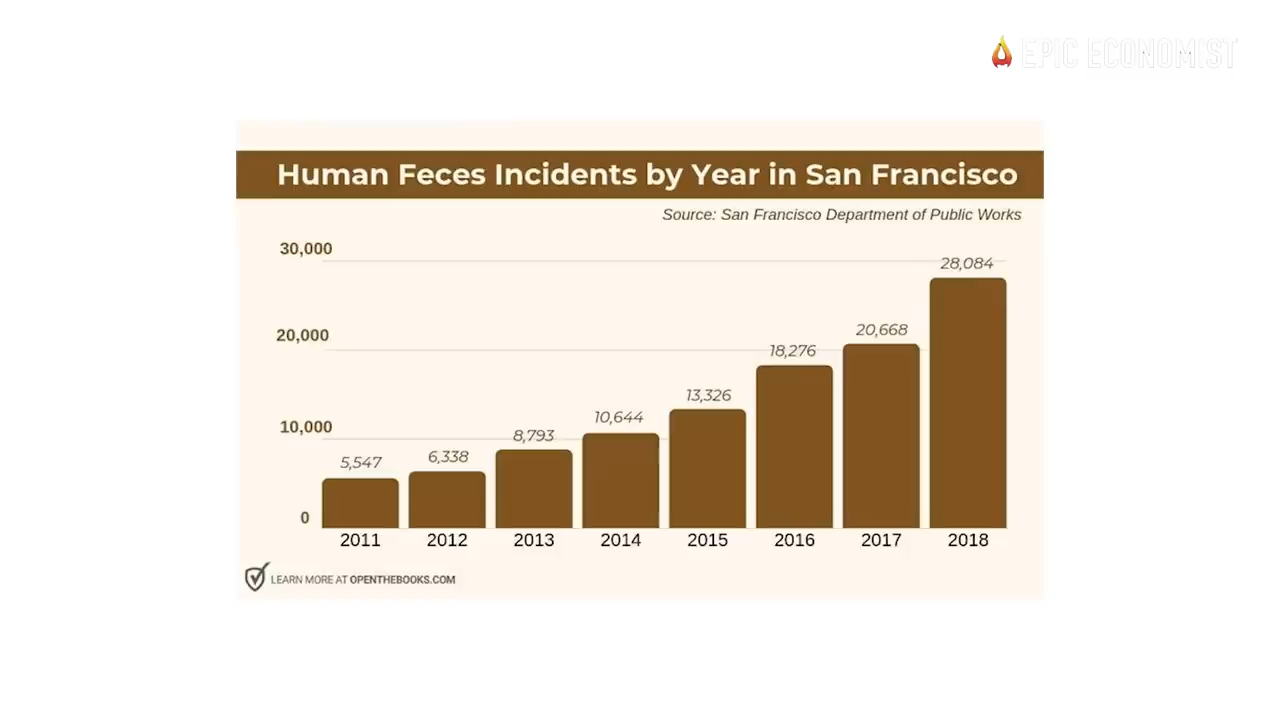 EPIC ECONOMIST
Human Feces Incidents by Year in San Francisco
Source: San Francisco Department of Public Works
30,000
20,000
10,000
0
5,547
6,338
8,793
10,644
13,326
18,276
20,668
28,084
2011 2012 2013 2014 2015 2016 2017 2018
LEARN MORE AT OPENTHEBOOKS.COM